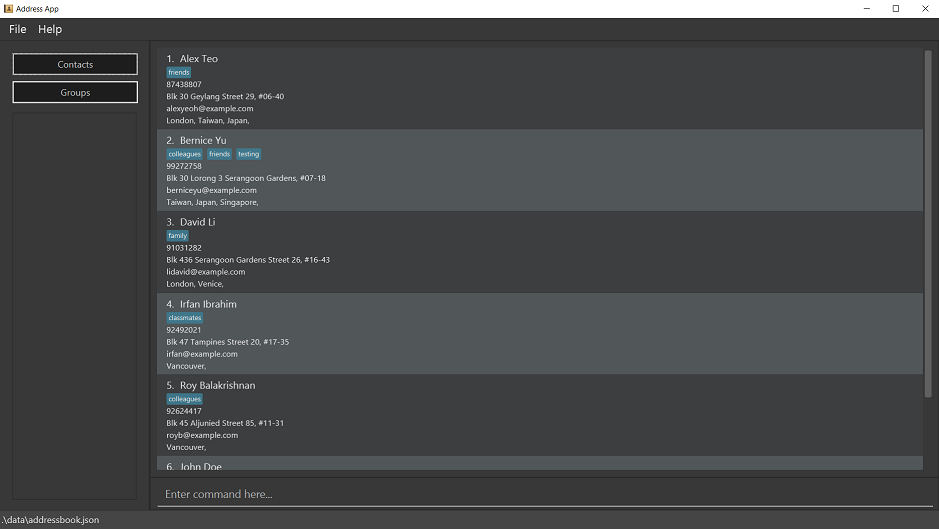 Address App
File Help
Contacts
Groups
1. Alex Teo
friends
87438807
Blk 30 Geylang Street 29, #06-40
alexyeoh@example.com
London, Taiwan, Japan,
2. Bernice Yu
colleagues friends testing
99272758
Blk 30 Lorong 3 Serangoon Gardens, #07-18
berniceyu@example.com
Taiwan, Japan, Singapore,
3. David Li
family
91031282
Blk 436 Serangoon Gardens Street 26, #16-43
lidavid@example.com
London, Venice,
4. Irfan Ibrahim
classmates
92492021
Blk 47 Tampines Street 20, #17-35
irfan@example.com
Vancouver,
5. Roy Balakrishnan
colleagues
92624417
Blk 45 Aljunied Street 85, #11-31
royb@example.com
Vancouver,
6. John Doe
Enter command here...
.\data\addressbook.json